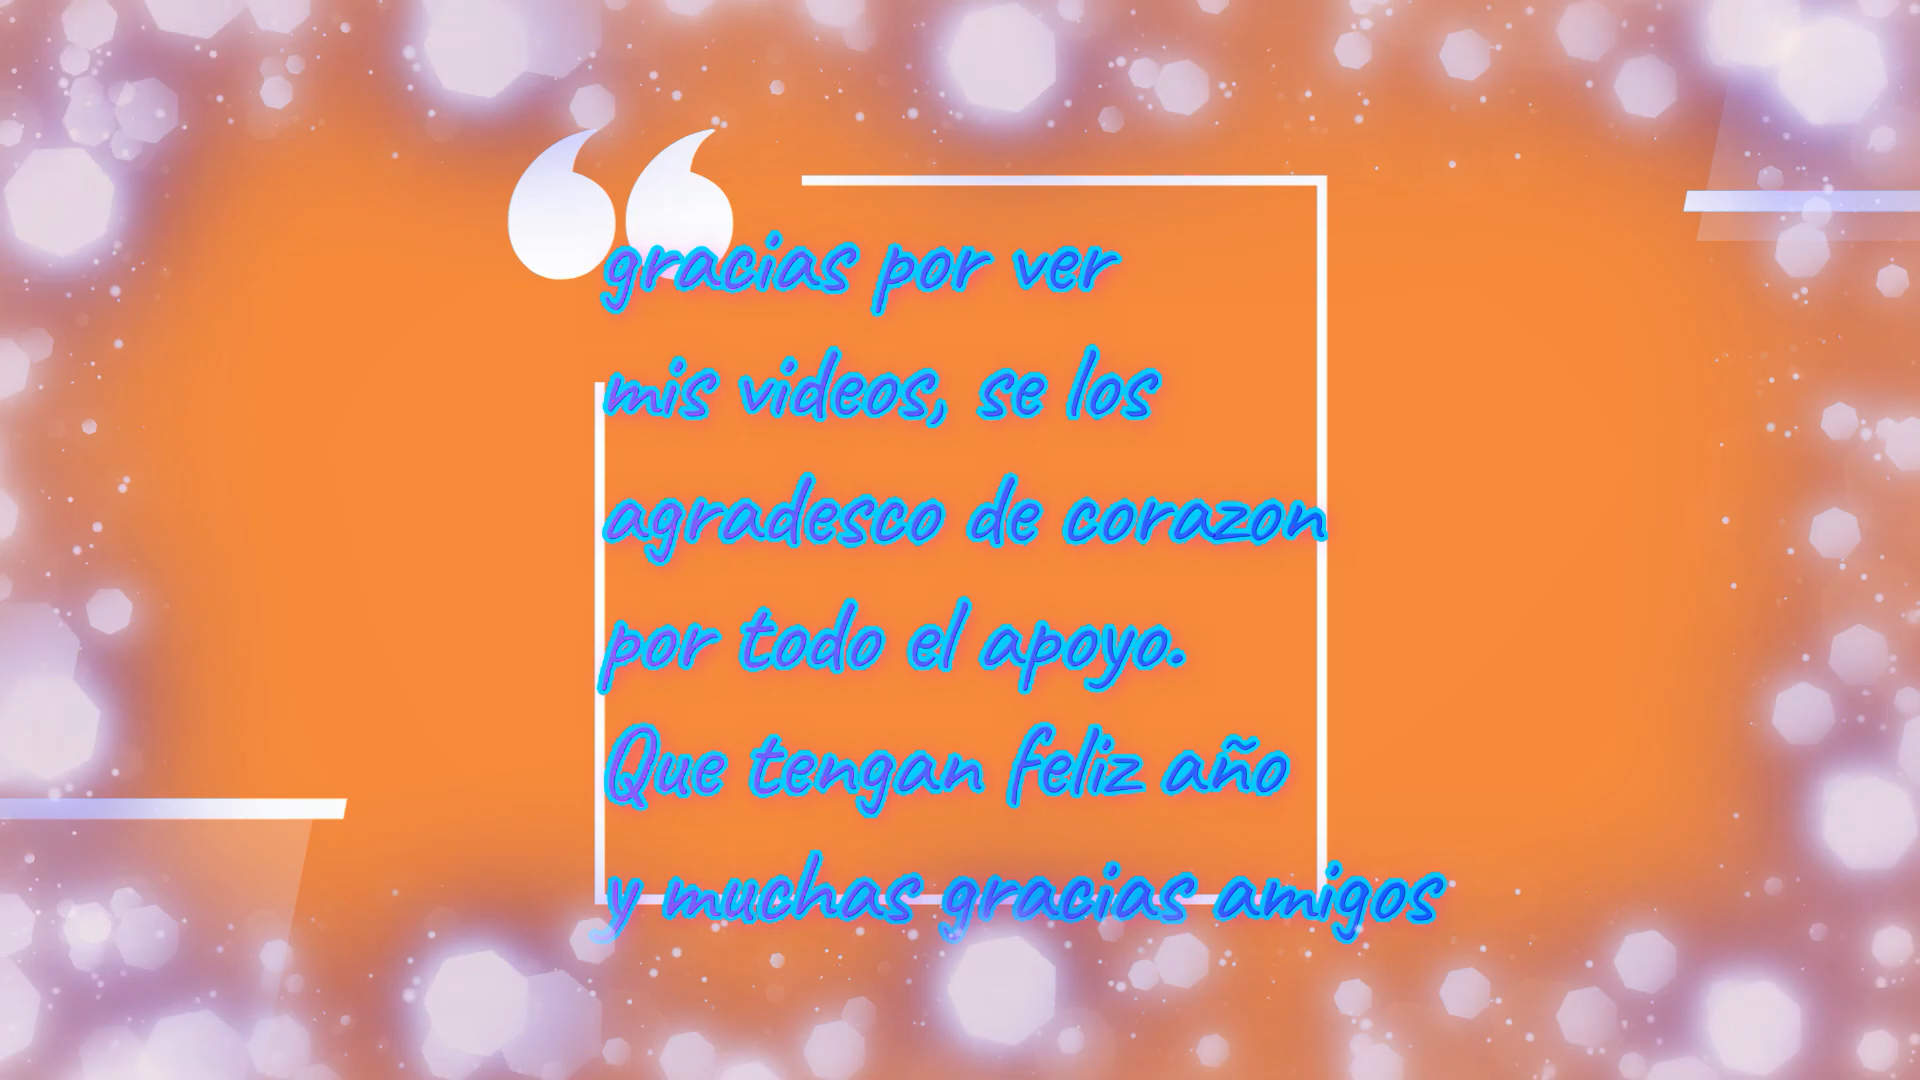 gracias por ver
mis videos, se los
agradesco de corazon
por todo el apoyo.
Que tengan feliz año
y muchas gracias amigos